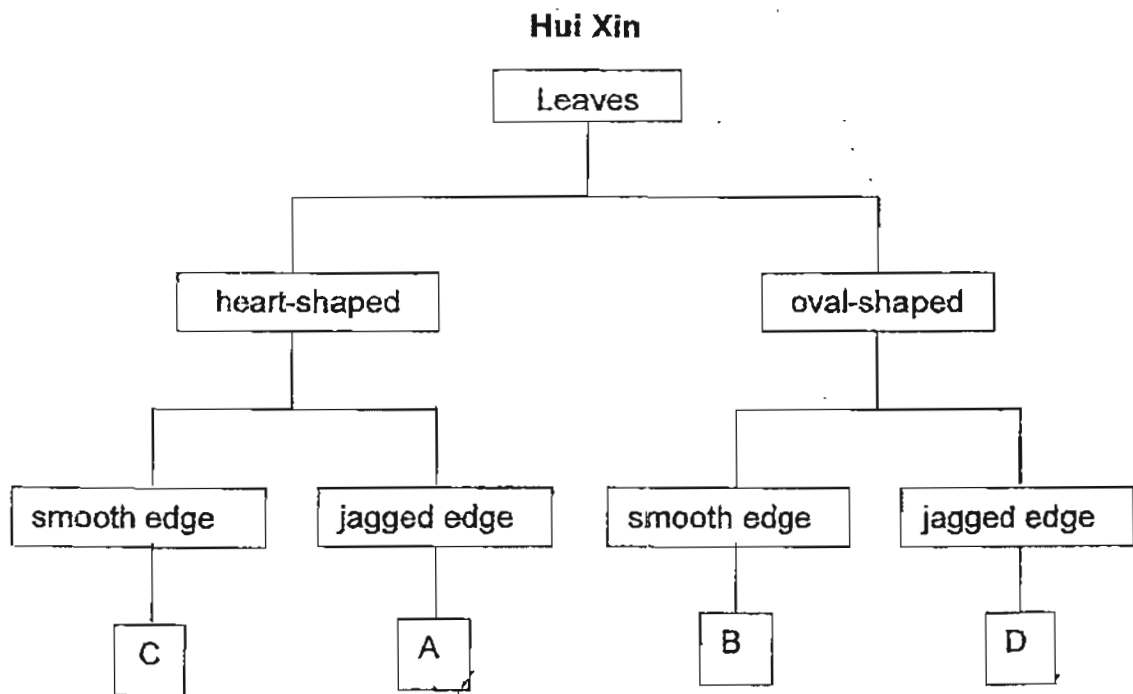 Hui Xin
Leaves
heart-shaped oval-shaped
smooth edge jagged edge smooth edge jagged edge
C A B D